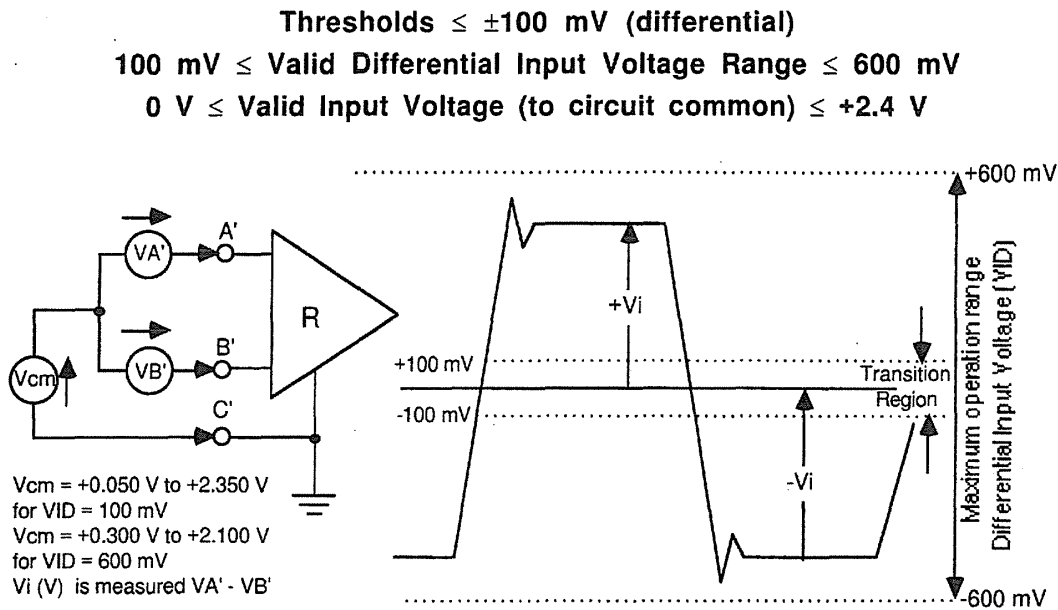 Thresholds ≤ ±100 mV (differential)
100 mV ≤ Valid Differential Input Voltage Range ≤ 600 mV
0 V ≤ Valid Input Voltage (to circuit common) ≤ +2.4 V
+600 mV
A'
VA'
R
B'
VB'
Vcm
C'
+Vi
+100 mV
Transition
Region
-100 mV
-Vi
Maximum operation range
Differential Input Voltage (VID)
-600 mV
Vcm = +0.050 V to +2.350 V
for VID = 100 mV
Vcm = +0.300 V to +2.100 V
for VID = 600 mV
Vi (V) is measured VA' - VB'